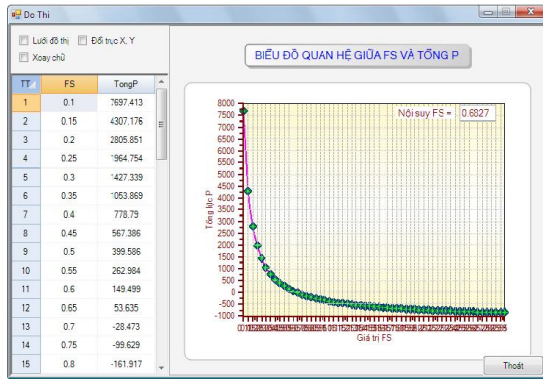 Do Thi
Lưới đồ thị Đổi trục X, Y
Xoay chữ
BIỂU ĐỒ QUAN HỆ GIỮA FS VÀ TỔNG P
TT FS TongP
1 0.1 7697.413
2 0.15 4307.176
3 0.2 2805.851
4 0.25 1964.754
5 0.3 1427.339
6 0.35 1053.869
7 0.4 778.79
8 0.45 567.386
9 0.5 399.586
10 0.55 262.984
11 0.6 149.499
12 0.65 53.635
13 0.7 -28.473
14 0.75 -99.629
15 0.8 -161.917
Nội suy FS = 0.6827
Tổng lực P
8000
7500
7000
6500
6000
5500
5000
4500
4000
3500
3000
2500
2000
1500
1000
500
0
-500
-1000
Giá trị FS
Thoát